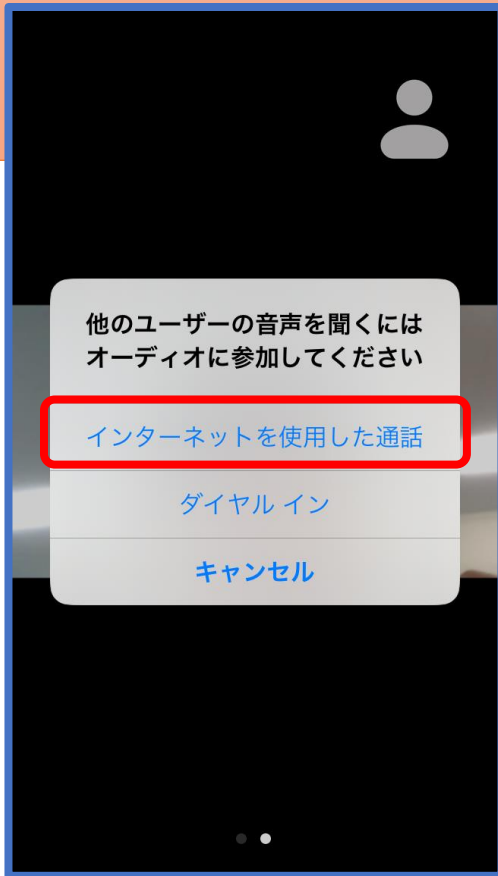 他のユーザーの音声を聞くには
オーディオに参加してください
インターネットを使用した通話
ダイヤル イン
キャンセル